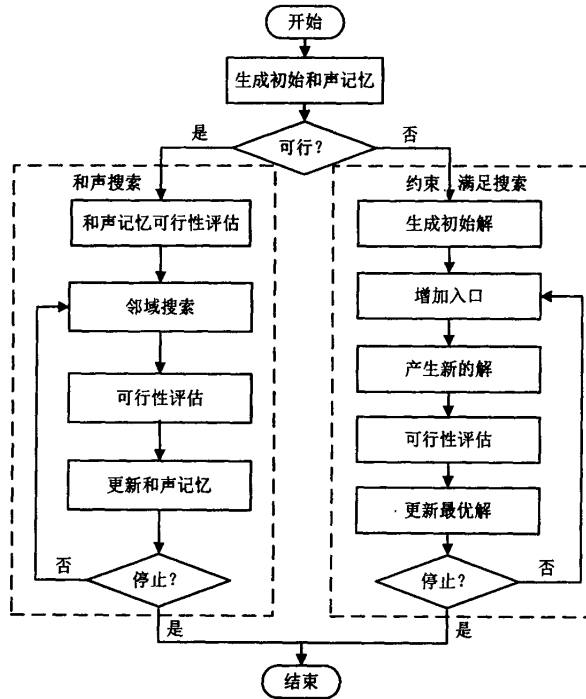 开始
生成初始和声记忆
可行？
是
否
和声搜索
和声记忆可行性评估
邻域搜索
可行性评估
更新和声记忆
停止？
否
是
约束
满足搜索
生成初始解
增加入口
产生新的解
可行性评估
更新最优解
停止？
否
是
结束